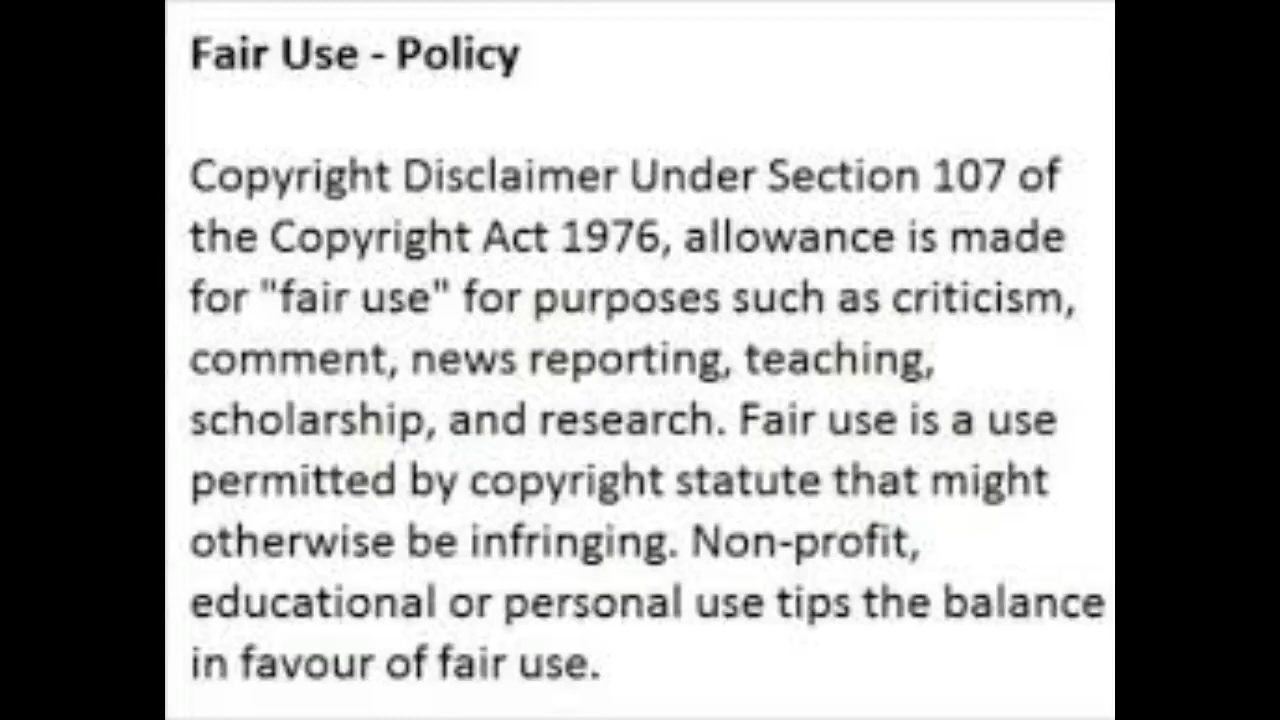 Fair Use - Policy
Copyright Disclaimer Under Section 107 of
the Copyright Act 1976, allowance is made
for "fair use" for purposes such as criticism,
comment, news reporting, teaching,
scholarship, and research. Fair use is a use
permitted by copyright statute that might
otherwise be infringing. Non-profit,
educational or personal use tips the balance
in favour of fair use.